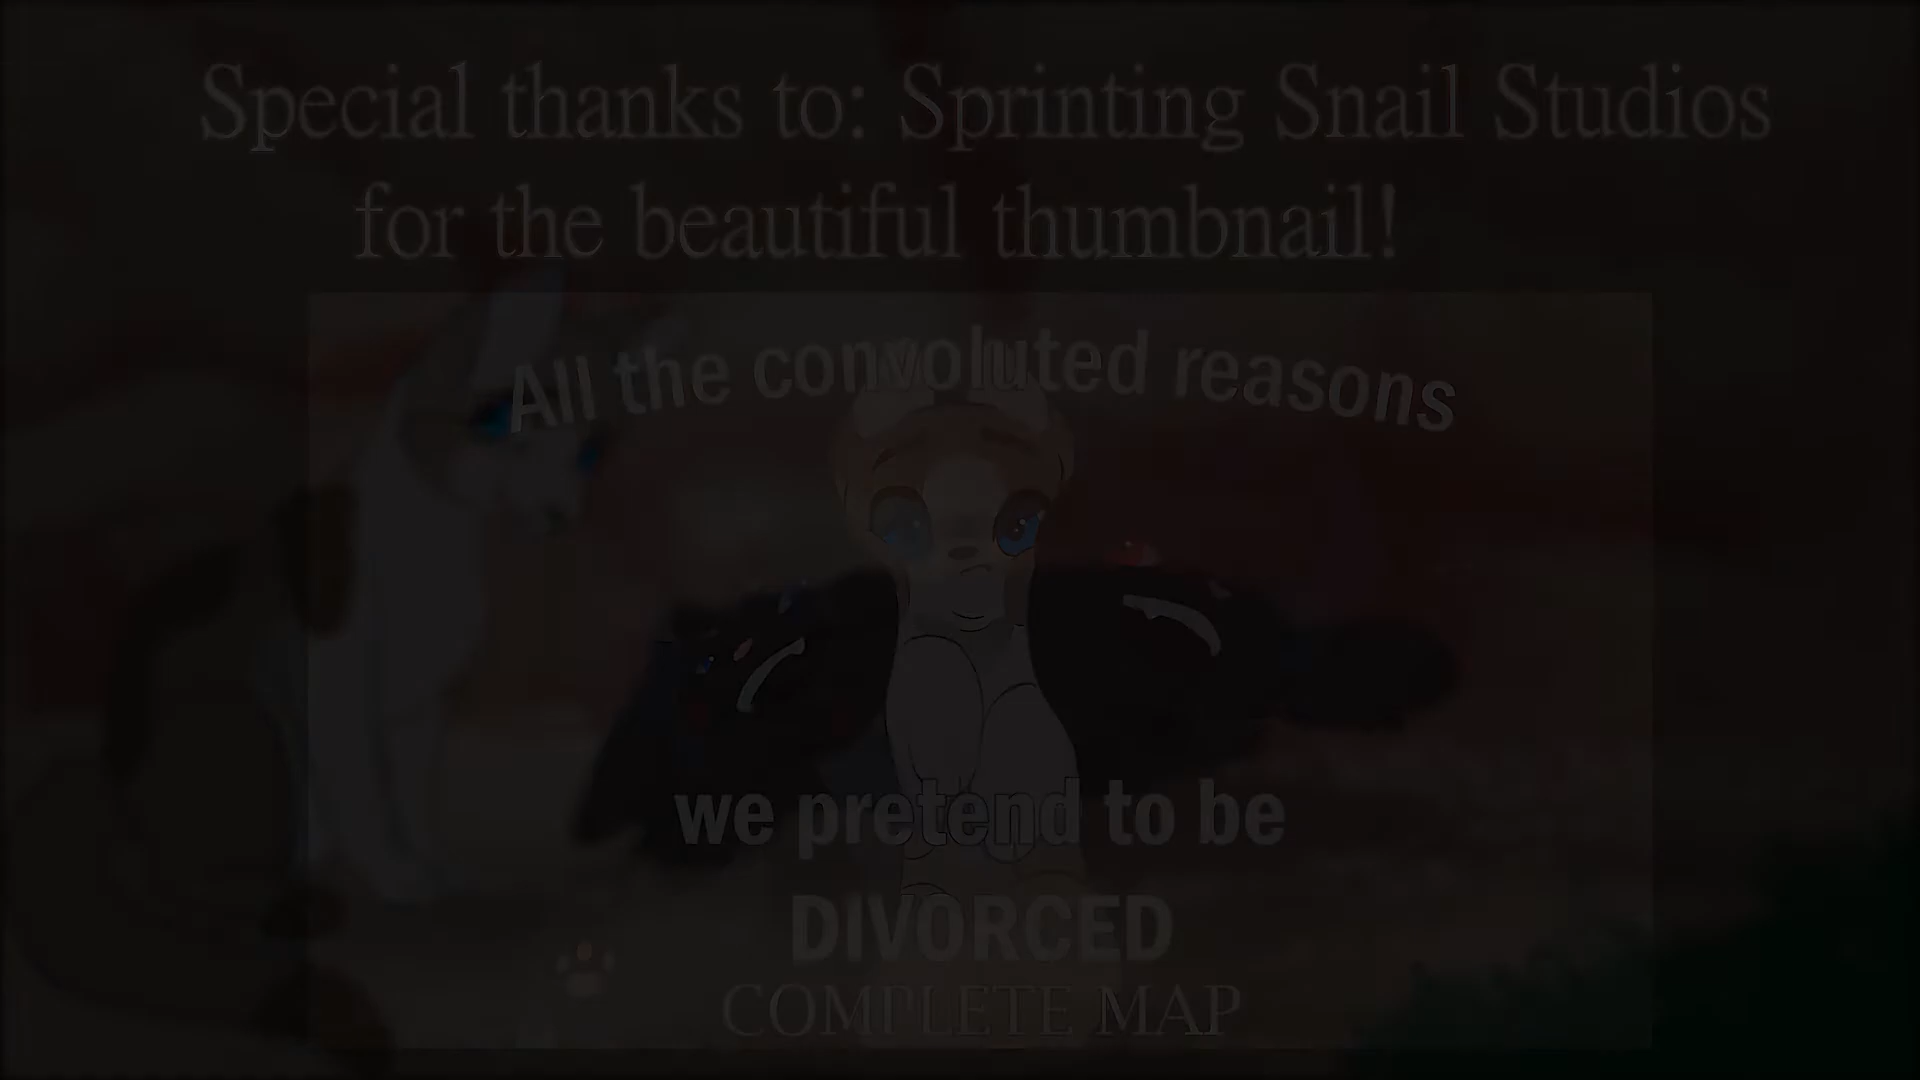 Special thanks to: Sprinting Snail Studios
for the beautiful thumbnail!
All the convoluted reasons
we pretend to be
DIVORCED
COMPLETE MAP